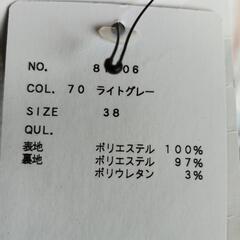 NO.
COL. 70 ライトグレー
SIZE 38
QUL.
表地 ポリエステル 100%
裏地 ポリエステル 97%
ポリウレタン 3%